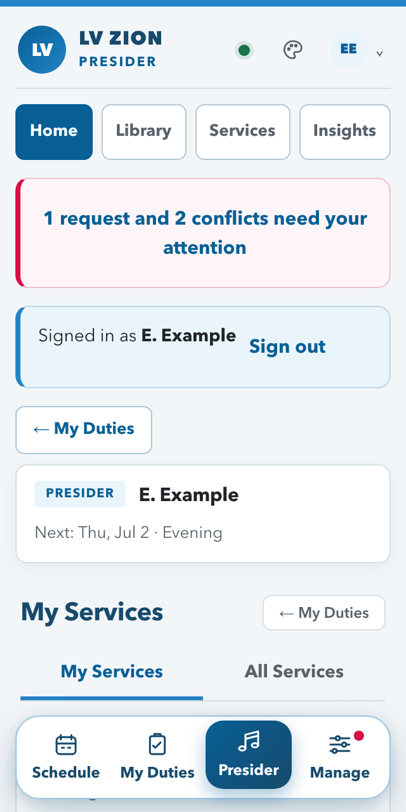 LV
LV ZION
PRESIDER
EE
Home
Library
Services
Insights
1 request and 2 conflicts need your
attention
Signed in as E. Example
Sign out
← My Duties
PRESIDER
E. Example
Next: Thu, Jul 2 · Evening
My Services
← My Duties
My Services
All Services
Schedule
My Duties
Presider
Manage